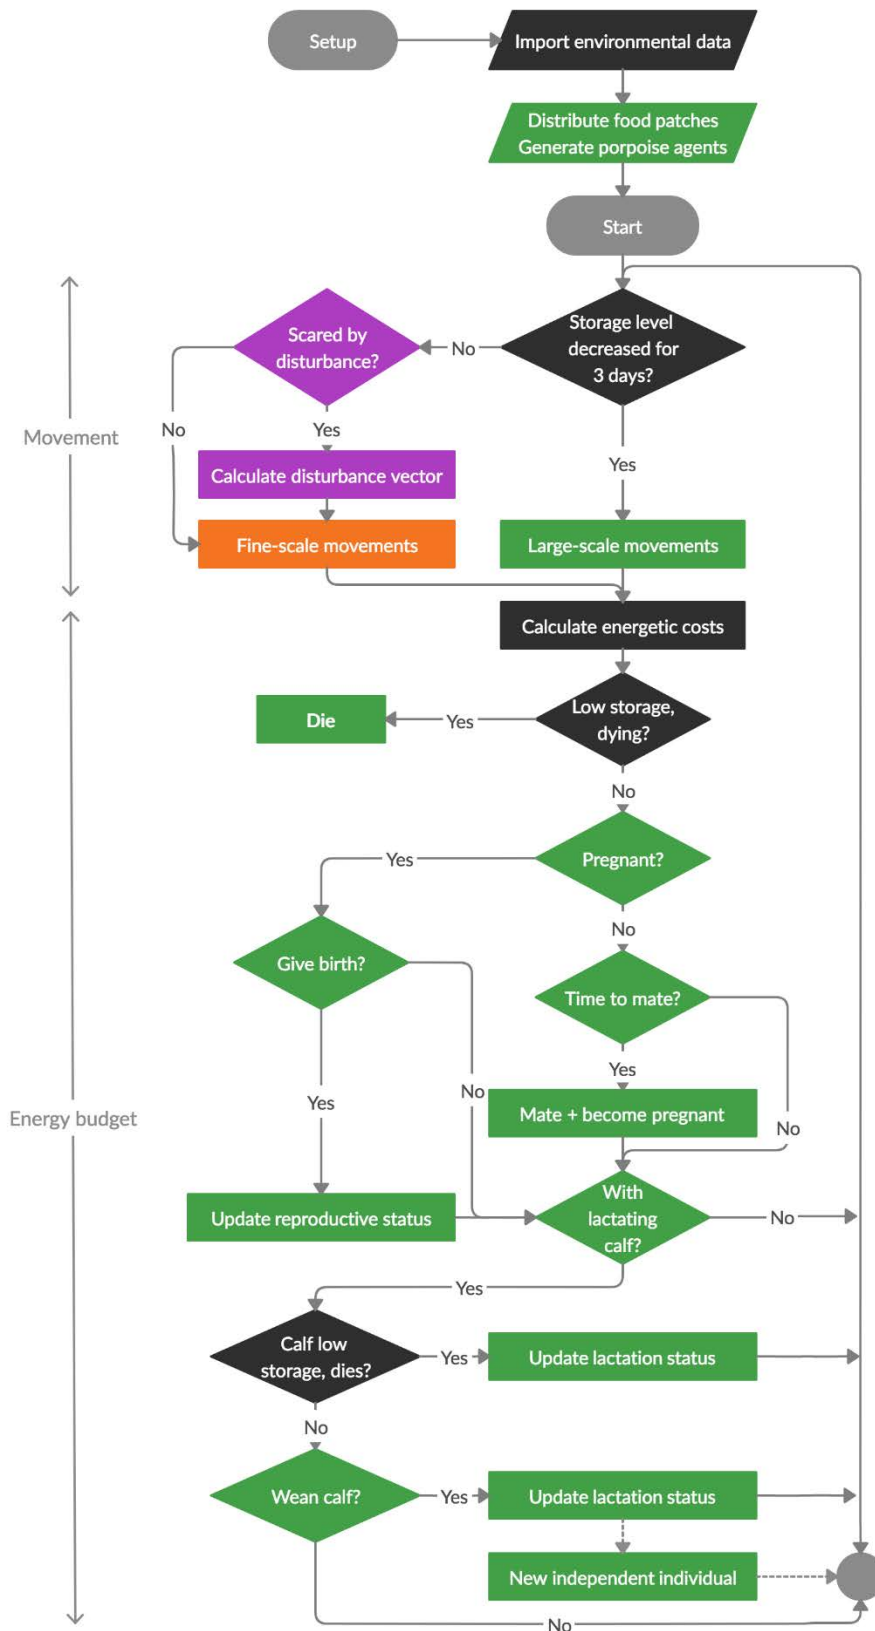 Setup
Import environmental data
Distribute food patches
Generate porpoise agents
Start
Storage level
decreased for
3 days?
No
Scared by
disturbance?
No
Yes
Yes
Movement
Calculate disturbance vector
Fine-scale movements
Large-scale movements
Calculate energetic costs
Low storage,
dying?
Yes
Die
No
Pregnant?
Yes
No
Give birth?
Time to mate?
Yes
No
Yes
Energy budget
Mate + become pregnant
No
Update reproductive status
With
lactating
calf?
No
Yes
Calf low
storage, dies?
Yes
Update lactation status
No
Wean calf?
Yes
Update lactation status
New independent individual
No